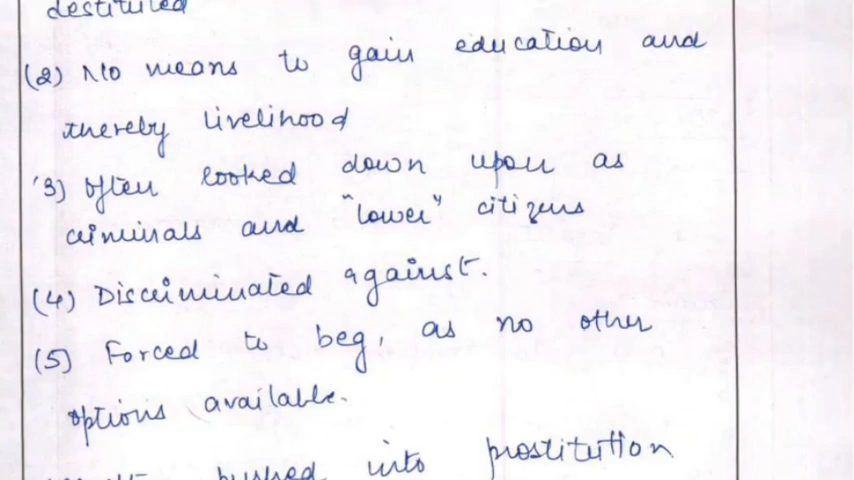 destituted
(2) No means to gain education and
thereby livelihood
(3) Often looked down upon as
criminals and "lower" citizens
(4) Discriminated against.
(5) Forced to beg, as no other
options available.
pushed into prostitution